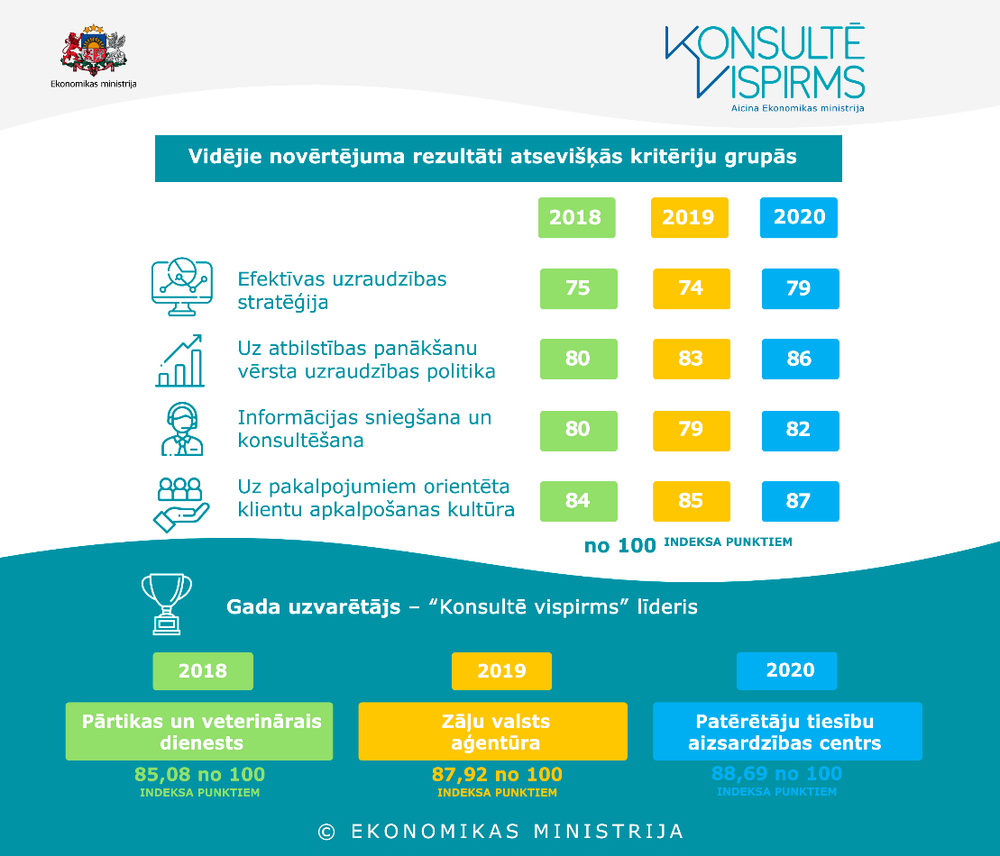 Ekonomikas ministrija
KONSULTĒ
VISPIRMS
Aicina Ekonomikas ministrija
Vidējie novērtējuma rezultāti atsevišķās kritēriju grupās
2018 2019 2020
Efektīvas uzraudzības
stratēģija
75 74 79
Uz atbilstības panākšanu
vērsta uzraudzības politika
80 83 86
Informācijas sniegšana un
konsultēšana
80 79 82
Uz pakalpojumiem orientēta
klientu apkalpošanas kultūra
84 85 87
no 100 INDEKSA PUNKTIEM
Gada uzvarētājs – “Konsultē vispirms” līderis
2018 2019 2020
Pārtikas un veterinārais
dienests
85,08 no 100
INDEKSA PUNKTIEM
Zāļu valsts
aģentūra
87,92 no 100
INDEKSA PUNKTIEM
Patērētāju tiesību
aizsardzības centrs
88,69 no 100
INDEKSA PUNKTIEM
© EKONOMIKAS MINISTRIJA